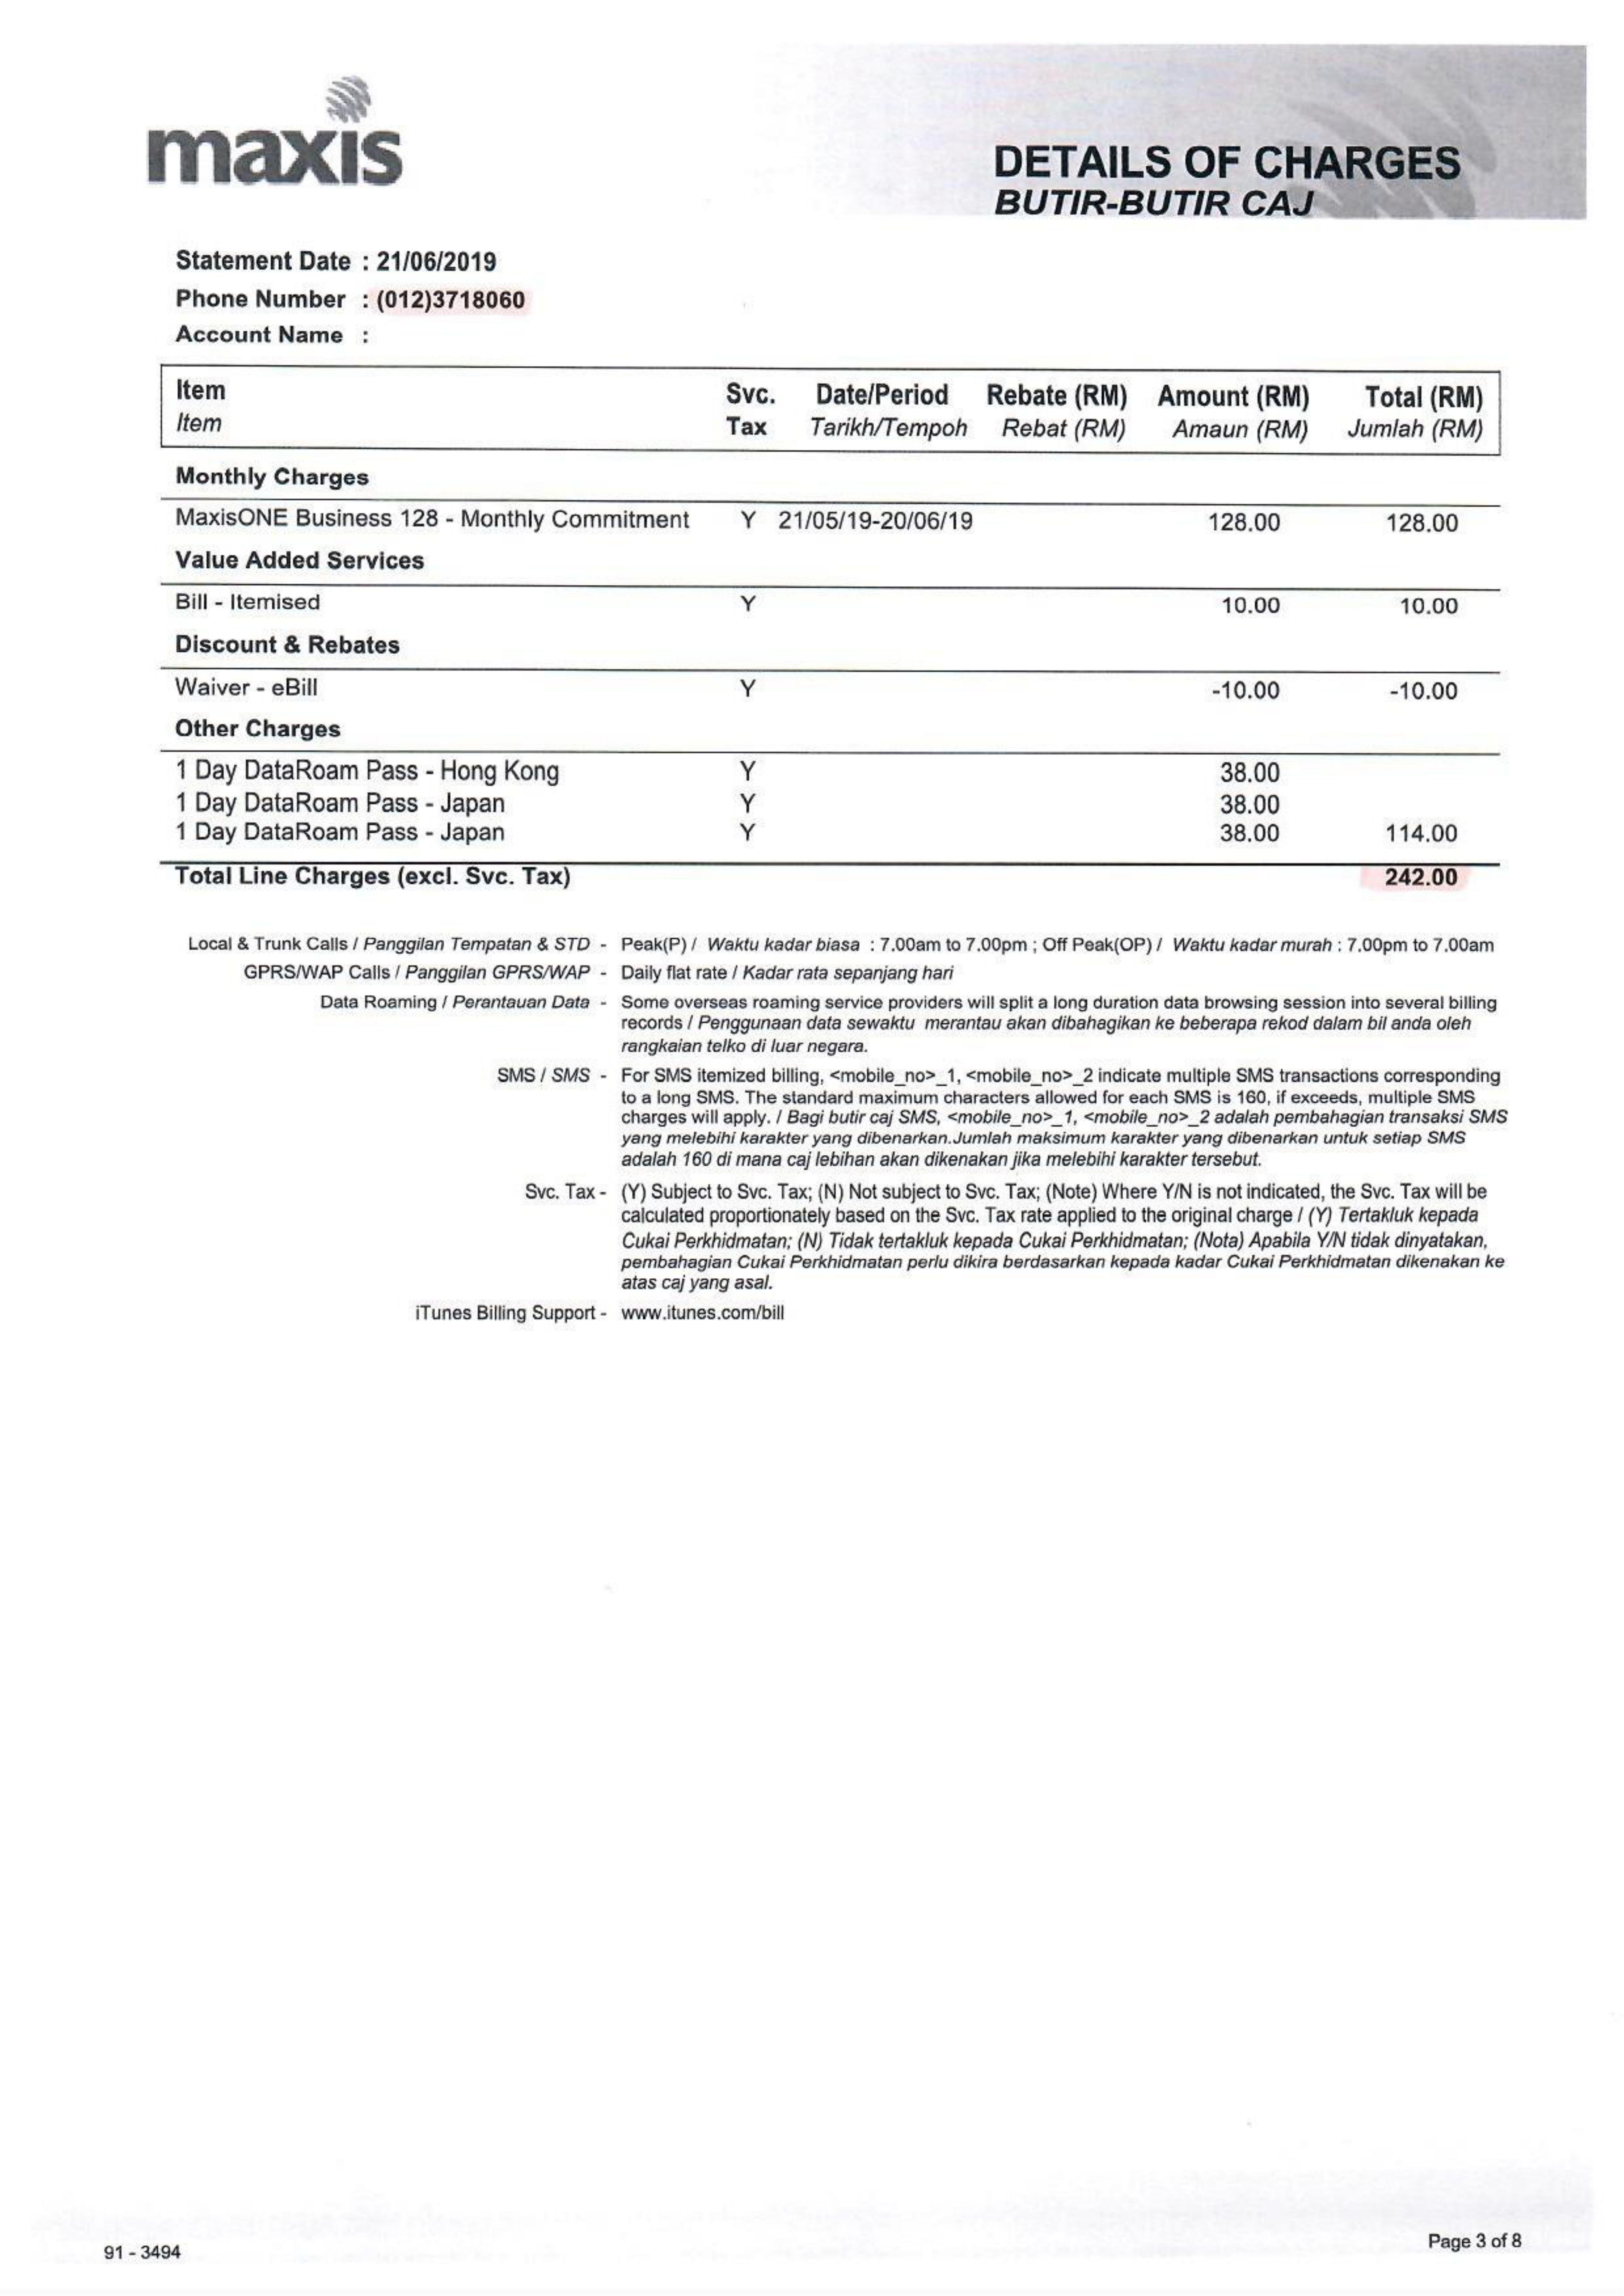 maxis
DETAILS OF CHARGES
BUTIR-BUTIR CAJ
Statement Date : 21/06/2019
Phone Number : (012)3718060
Account Name :
Item Svc. Date/Period Rebate (RM) Amount (RM) Total (RM)
Item Tax Tarikh/Tempoh Rebat (RM) Amaun (RM) Jumlah (RM)
Monthly Charges
MaxisONE Business 128 - Monthly Commitment Y 21/05/19-20/06/19 128.00 128.00
Value Added Services
Bill - Itemised Y 10.00 10.00
Discount & Rebates
Waiver - eBill Y -10.00 -10.00
Other Charges
1 Day DataRoam Pass - Hong Kong Y 38.00
1 Day DataRoam Pass - Japan Y 38.00
1 Day DataRoam Pass - Japan Y 38.00 114.00
Total Line Charges (excl. Svc. Tax) 242.00
Local & Trunk Calls / Panggilan Tempatan & STD - Peak(P) / Waktu kadar biasa : 7.00am to 7.00pm ; Off Peak(OP) / Waktu kadar murah : 7.00pm to 7.00am
GPRS/WAP Calls / Panggilan GPRS/WAP - Daily flat rate / Kadar rata sepanjang hari
Data Roaming / Perantauan Data - Some overseas roaming service providers will split a long duration data browsing session into several billing
records / Penggunaan data sewaktu merantau akan dibahagikan ke beberapa rekod dalam bil anda oleh
rangkaian telko di luar negara.
SMS / SMS - For SMS itemized billing, <mobile_no>_1, <mobile_no>_2 indicate multiple SMS transactions corresponding
to a long SMS. The standard maximum characters allowed for each SMS is 160, if exceeds, multiple SMS
charges will apply. / Bagi butir caj SMS, <mobile_no>_1, <mobile_no>_2 adalah pembahagian transaksi SMS
yang melebihi karakter yang dibenarkan.Jumlah maksimum karakter yang dibenarkan untuk setiap SMS
adalah 160 di mana caj lebihan akan dikenakan jika melebihi karakter tersebut.
Svc. Tax - (Y) Subject to Svc. Tax; (N) Not subject to Svc. Tax; (Note) Where Y/N is not indicated, the Svc. Tax will be
calculated proportionately based on the Svc. Tax rate applied to the original charge / (Y) Tertakluk kepada
Cukai Perkhidmatan; (N) Tidak tertakluk kepada Cukai Perkhidmatan; (Nota) Apabila Y/N tidak dinyatakan,
pembahagian Cukai Perkhidmatan perlu dikira berdasarkan kepada kadar Cukai Perkhidmatan dikenakan ke
atas caj yang asal.
iTunes Billing Support - www.itunes.com/bill
91 - 3494
Page 3 of 8